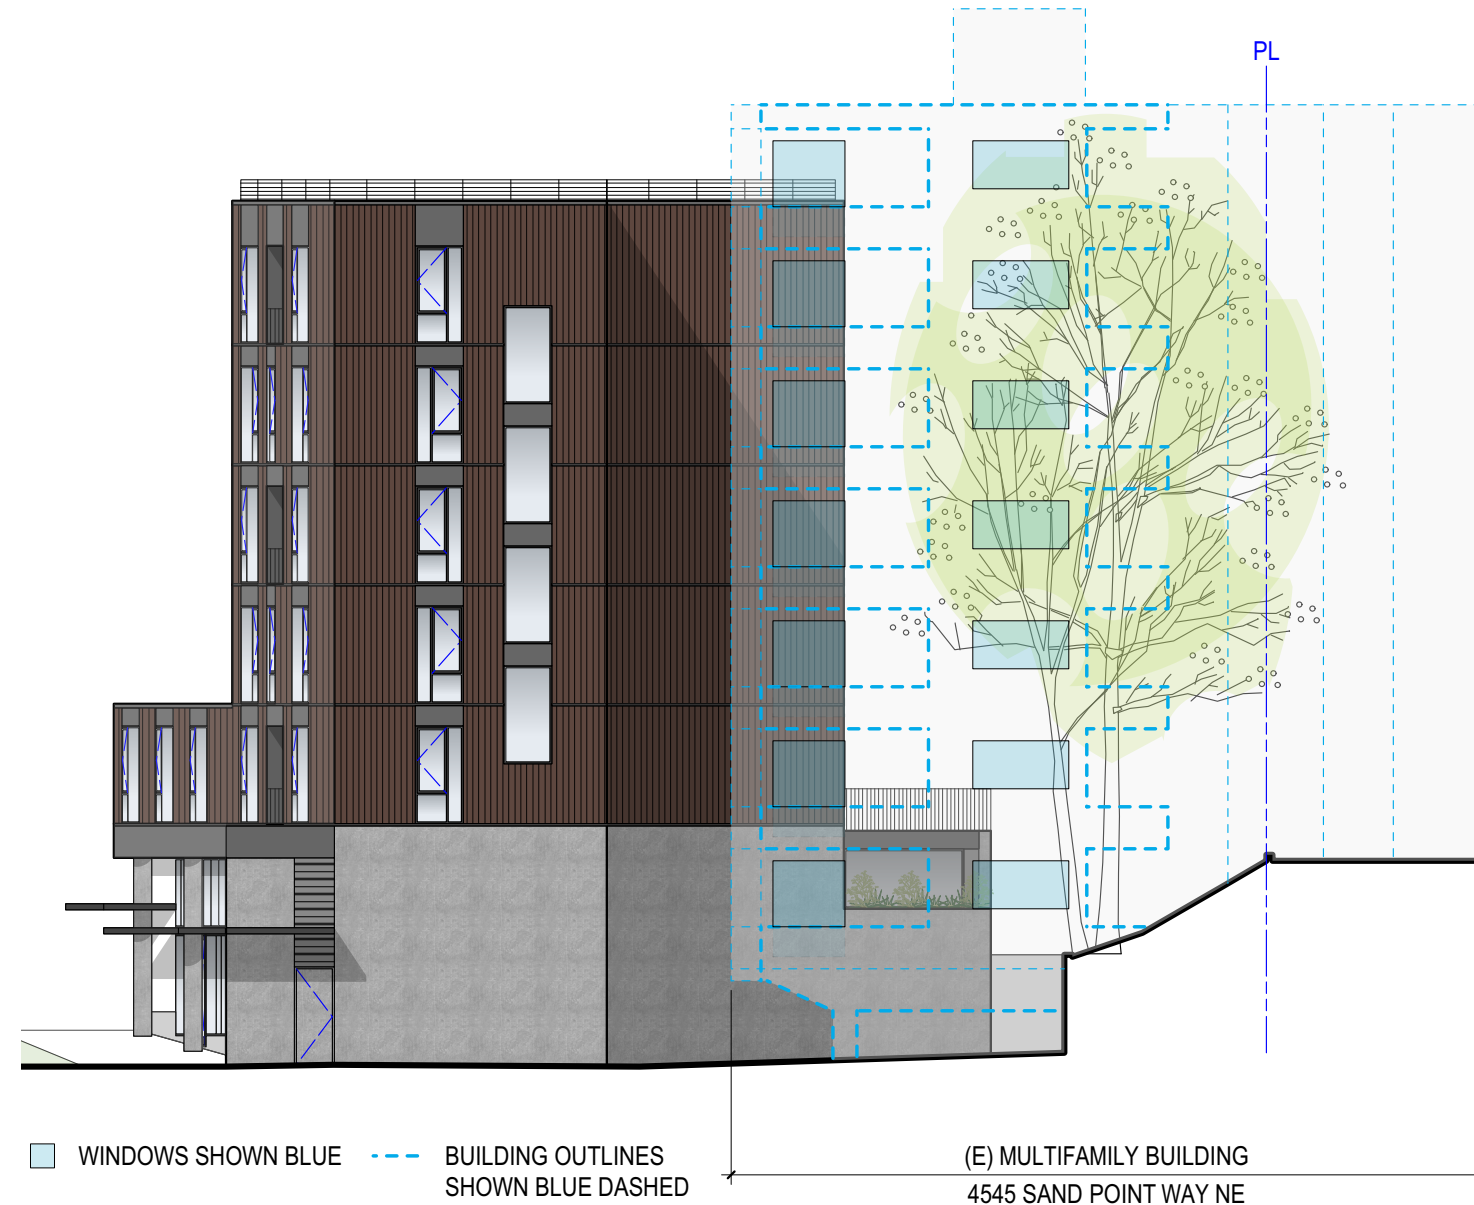 PL
WINDOWS SHOWN BLUE
BUILDING OUTLINES
SHOWN BLUE DASHED
(E) MULTIFAMILY BUILDING
4545 SAND POINT WAY NE